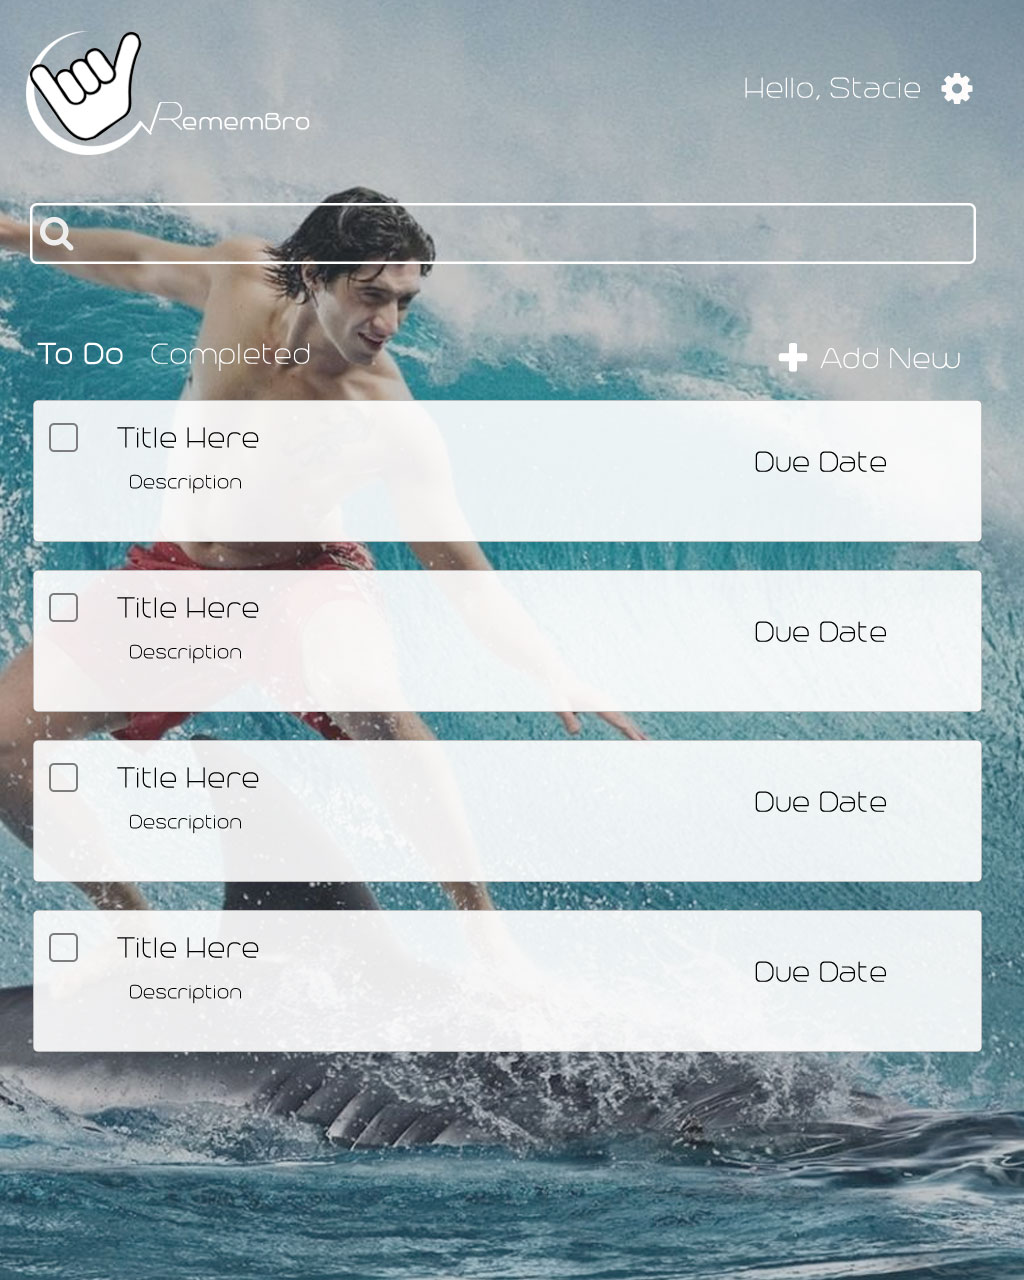 RememBro
Hello, Stacie
To Do Completed
Add New
Title Here
Description
Due Date
Title Here
Description
Due Date
Title Here
Description
Due Date
Title Here
Description
Due Date